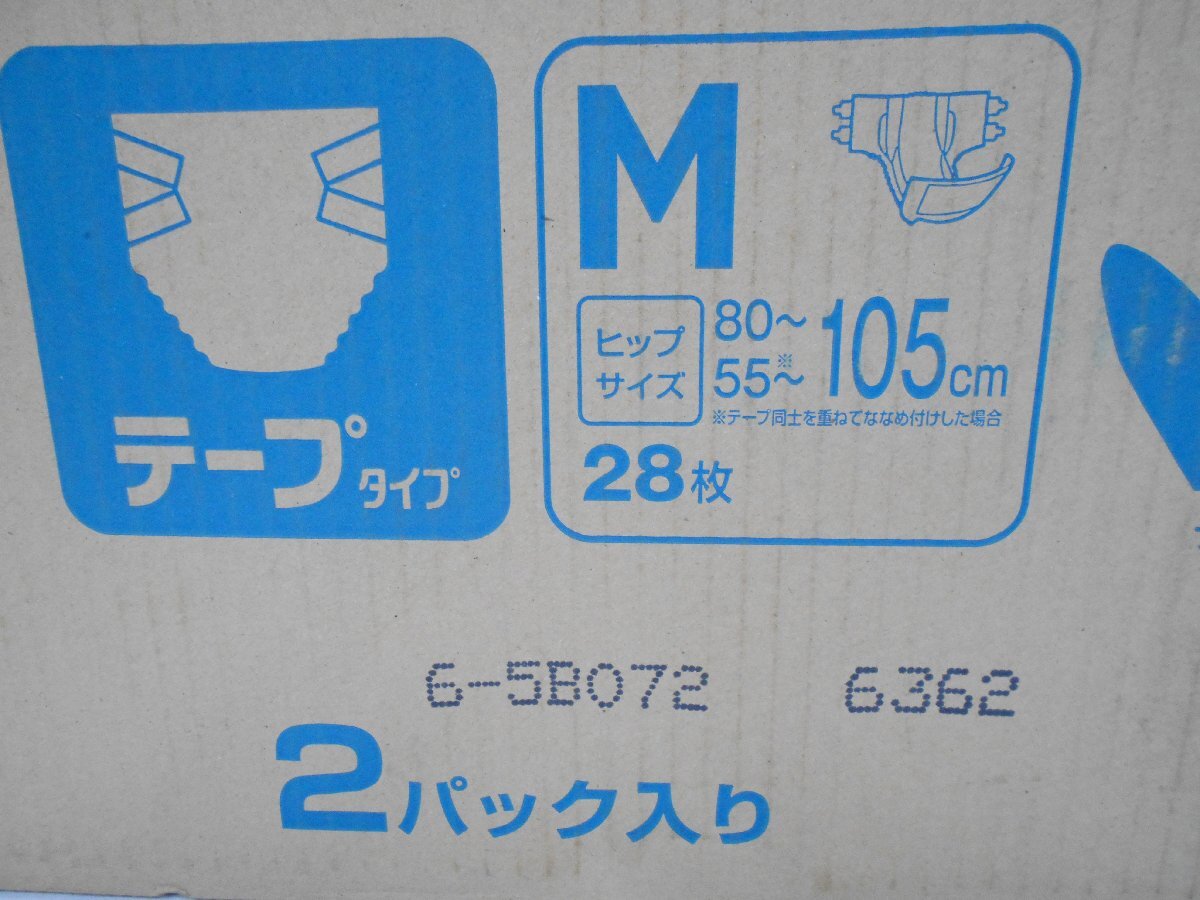 テープタイプ
M
ヒップ
サイズ
80〜
55※〜
105cm
※テープ同士を重ねてななめ付けした場合
28枚
6-5B072 6362
2パック入り